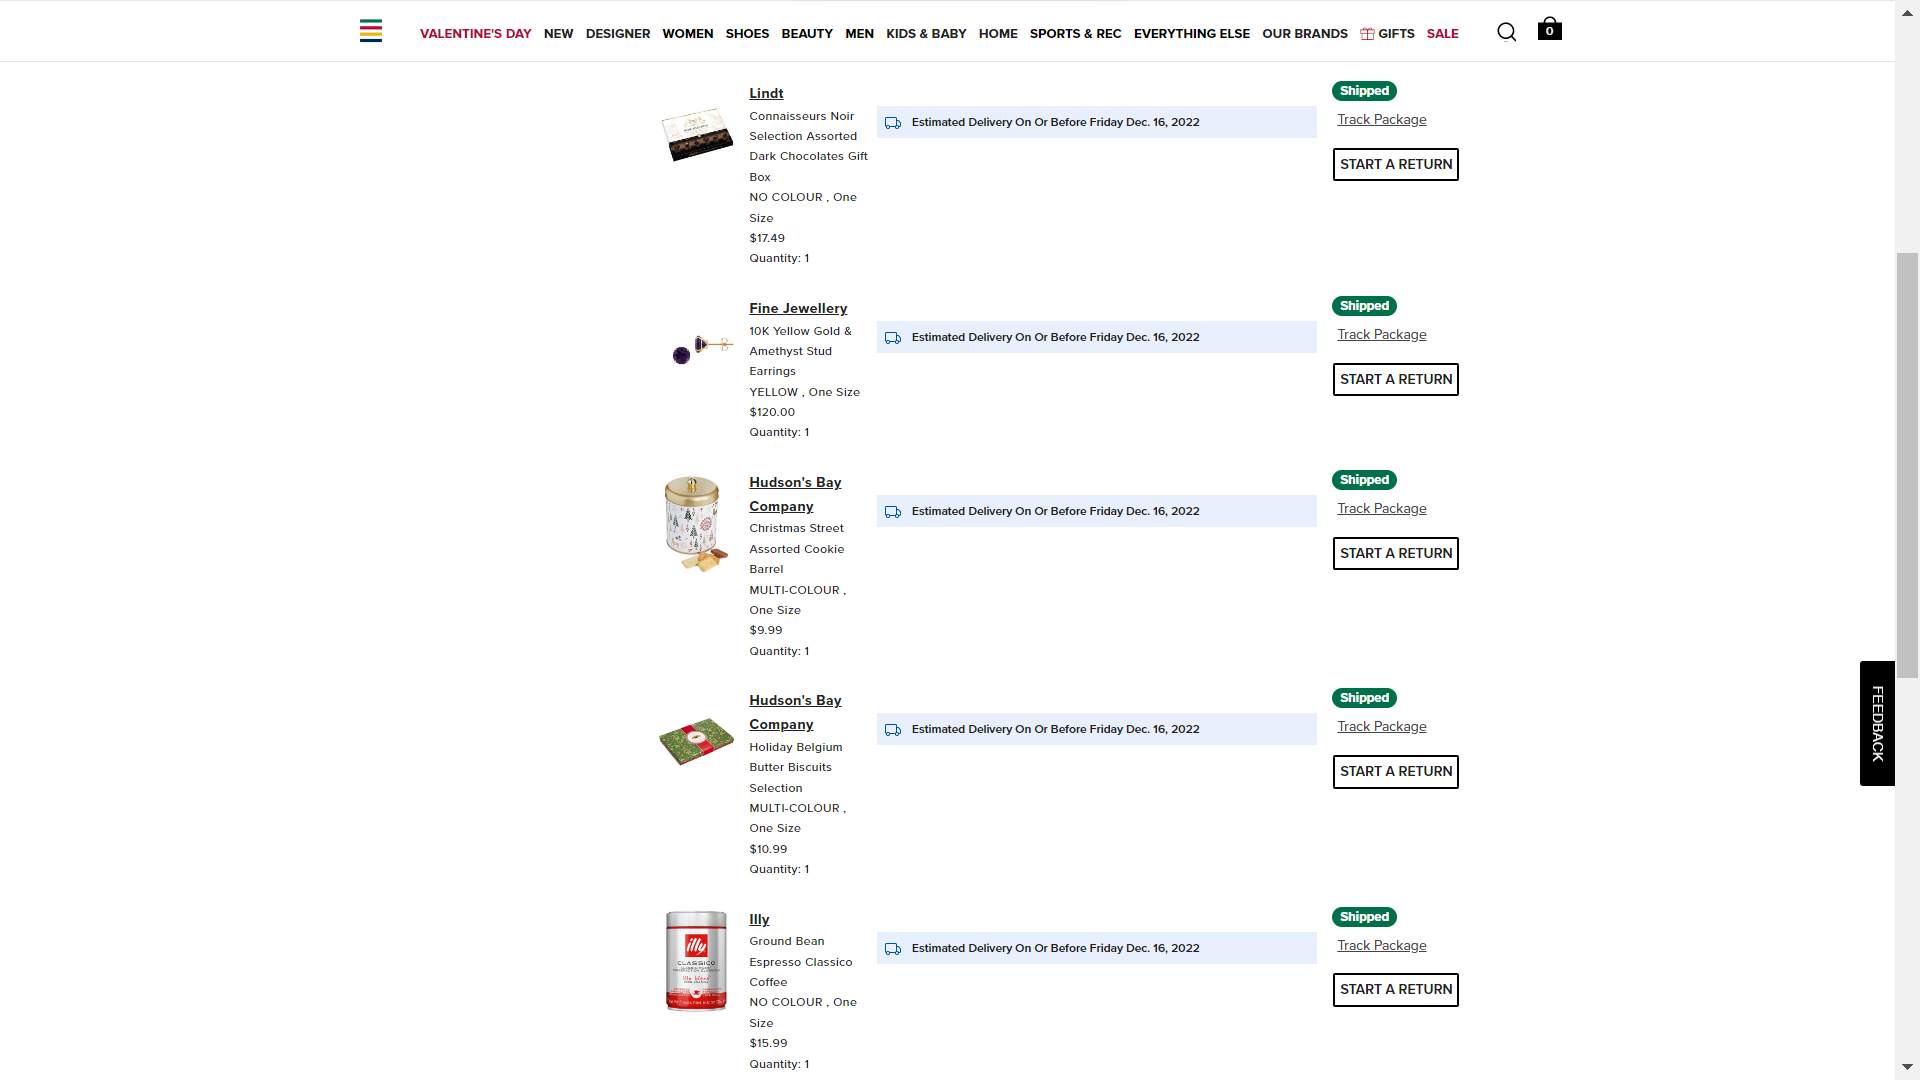 VALENTINE'S DAY NEW DESIGNER WOMEN SHOES BEAUTY MEN KIDS & BABY HOME SPORTS & REC EVERYTHING ELSE OUR BRANDS GIFTS SALE 0
Lindt
Connaisseurs Noir
Selection Assorted
Dark Chocolates Gift
Box
NO COLOUR , One
Size
$17.49
Quantity: 1
Estimated Delivery On Or Before Friday Dec. 16, 2022
Shipped
Track Package
START A RETURN
Fine Jewellery
10K Yellow Gold &
Amethyst Stud
Earrings
YELLOW , One Size
$120.00
Quantity: 1
Estimated Delivery On Or Before Friday Dec. 16, 2022
Shipped
Track Package
START A RETURN
Hudson's Bay
Company
Christmas Street
Assorted Cookie
Barrel
MULTI-COLOUR ,
One Size
$9.99
Quantity: 1
Estimated Delivery On Or Before Friday Dec. 16, 2022
Shipped
Track Package
START A RETURN
Hudson's Bay
Company
Holiday Belgium
Butter Biscuits
Selection
MULTI-COLOUR ,
One Size
$10.99
Quantity: 1
Estimated Delivery On Or Before Friday Dec. 16, 2022
Shipped
Track Package
START A RETURN
illy
CLASSICO
Illy
Ground Bean
Espresso Classico
Coffee
NO COLOUR , One
Size
$15.99
Quantity: 1
Estimated Delivery On Or Before Friday Dec. 16, 2022
Shipped
Track Package
START A RETURN
FEEDBACK